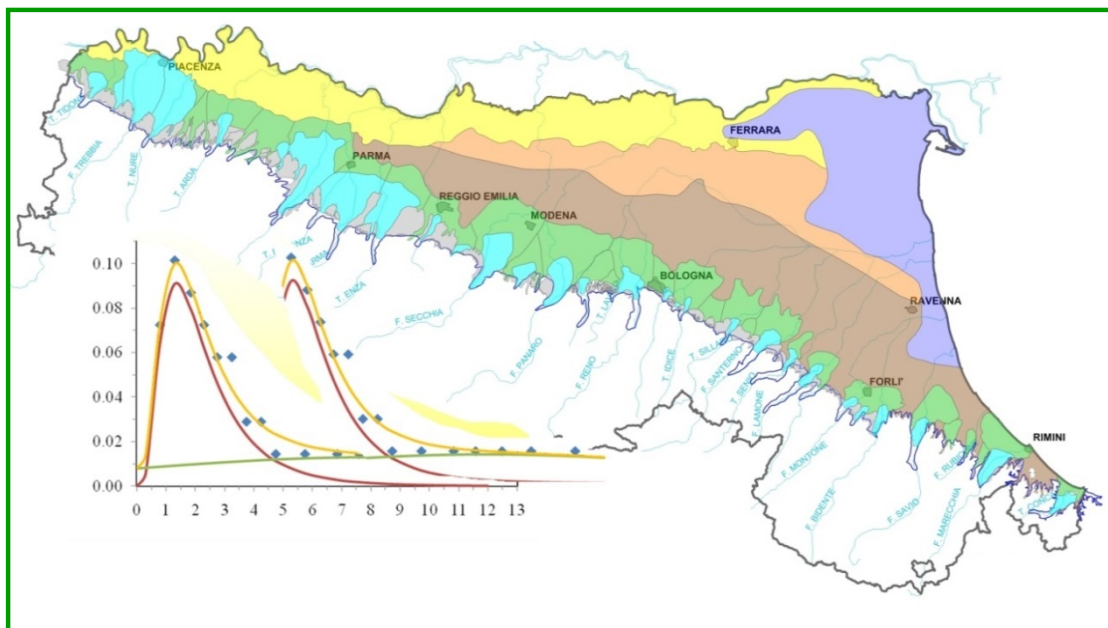 PIACENZA
T. TIDONE
F. TREBBIA
T. NURE
T. ARDA
PARMA
REGGIO EMILIA
MODENA
FERRARA
BOLOGNA
RAVENNA
FORLI'
RIMINI
T. ENZA
F. SECCHIA
F. PANARO
F. RENO
T. IDICE
F. SANTERNO
F. LAMONE
F. MONTONE
F. BIDENTE
F. SAVIO
F. MARECCHIA
0.10
0.08
0.06
0.04
0.02
0.00
0 1 2 3 4 5 6 7 8 9 10 11 12 13